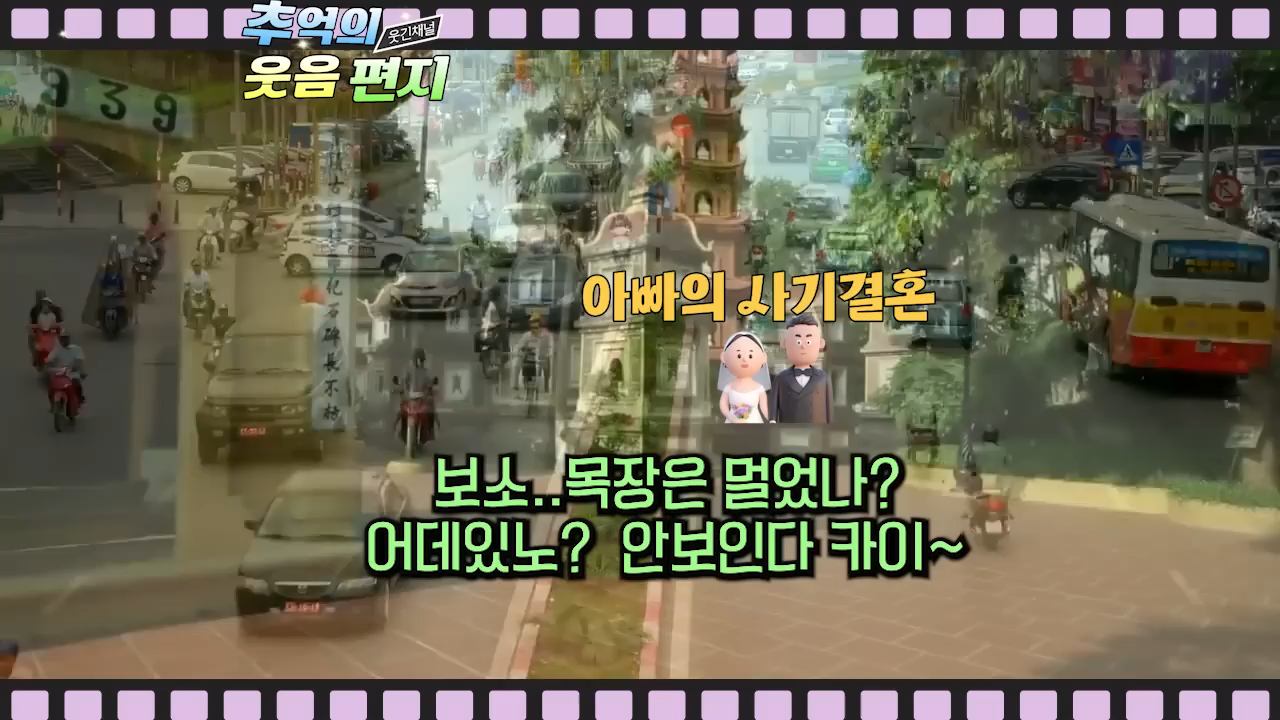 추억의
웃긴채널
웃음 편지
939
아빠의 사기결혼
보소..목장은 멀었나?
어데있노? 안보인다 카이~